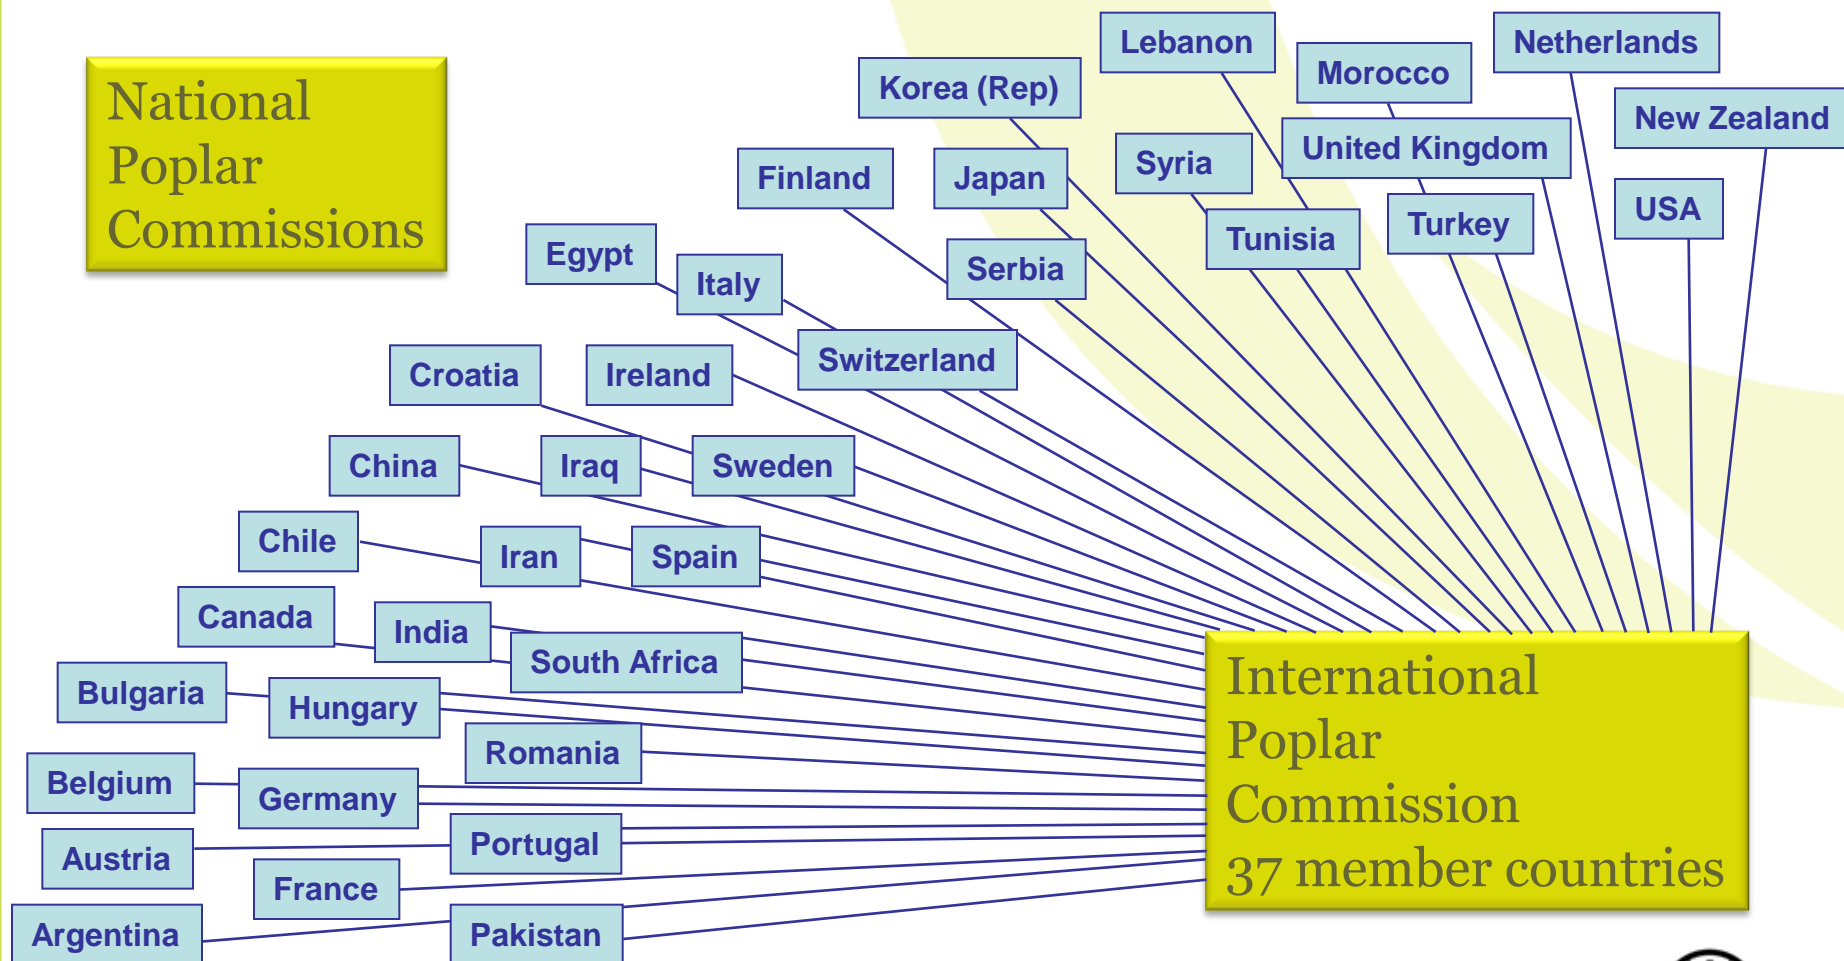 National
Poplar
Commissions
Lebanon
Netherlands
Morocco
Korea (Rep)
New Zealand
United Kingdom
Syria
Finland
Japan
USA
Turkey
Tunisia
Egypt
Serbia
Italy
Switzerland
Croatia
Ireland
China
Iraq
Sweden
Chile
Iran
Spain
Canada
India
South Africa
Bulgaria
Hungary
Romania
Belgium
Germany
Portugal
Austria
France
Argentina
Pakistan
International
Poplar
Commission
37 member countries